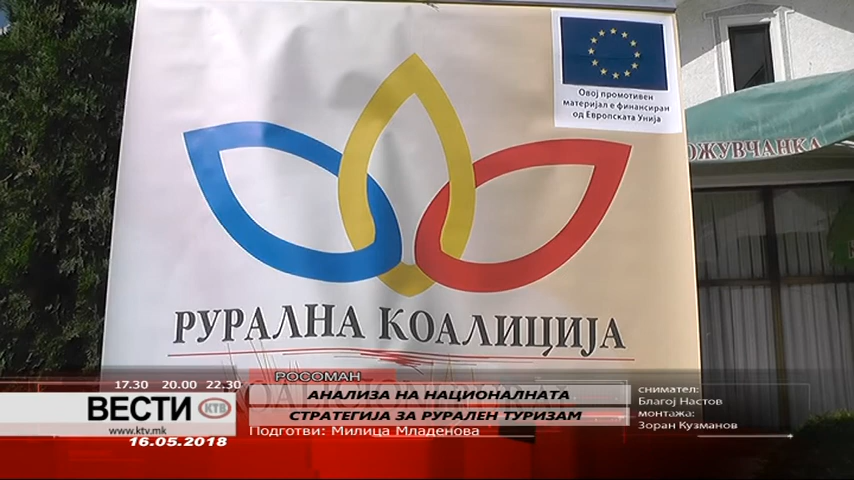 Овој промотивен
материјал е финансиран
од Европската Унија
ОЖУВЧАНКА
РУРАЛНА КОАЛИЦИЈА
17.30 20.00 22.30
РОСОМАН
ВЕСТИ
КТВ
www.ktv.mk
16.05.2018
АНАЛИЗА НА НАЦИОНАЛНАТА
СТРАТЕГИЈА ЗА РУРАЛЕН ТУРИЗАМ
Подготви: Милица Младенова
снимател:
Благој Настов
монтажа:
Зоран Кузманов